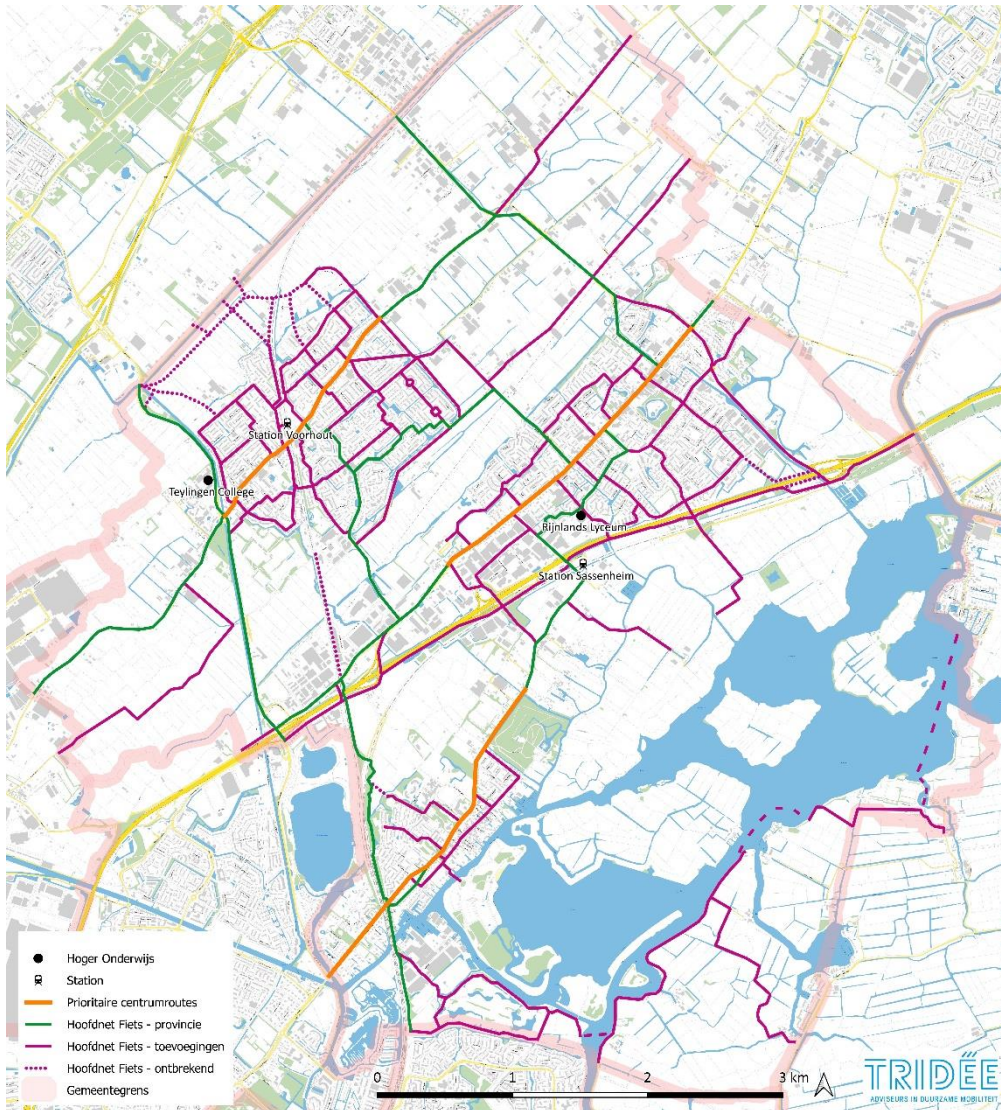 Station Voorhout
Teylingen College
Rijnlands Lyceum
Station Sassenheim
Hoger Onderwijs
Station
Prioritaire centrumroutes
Hoofdnet Fiets - provincie
Hoofdnet Fiets - toevoegingen
Hoofdnet Fiets - ontbrekend
Gemeentegrens
0 1 2 3 km
TRIDËE
ADVISEURS IN DUURZAME MOBILITEIT